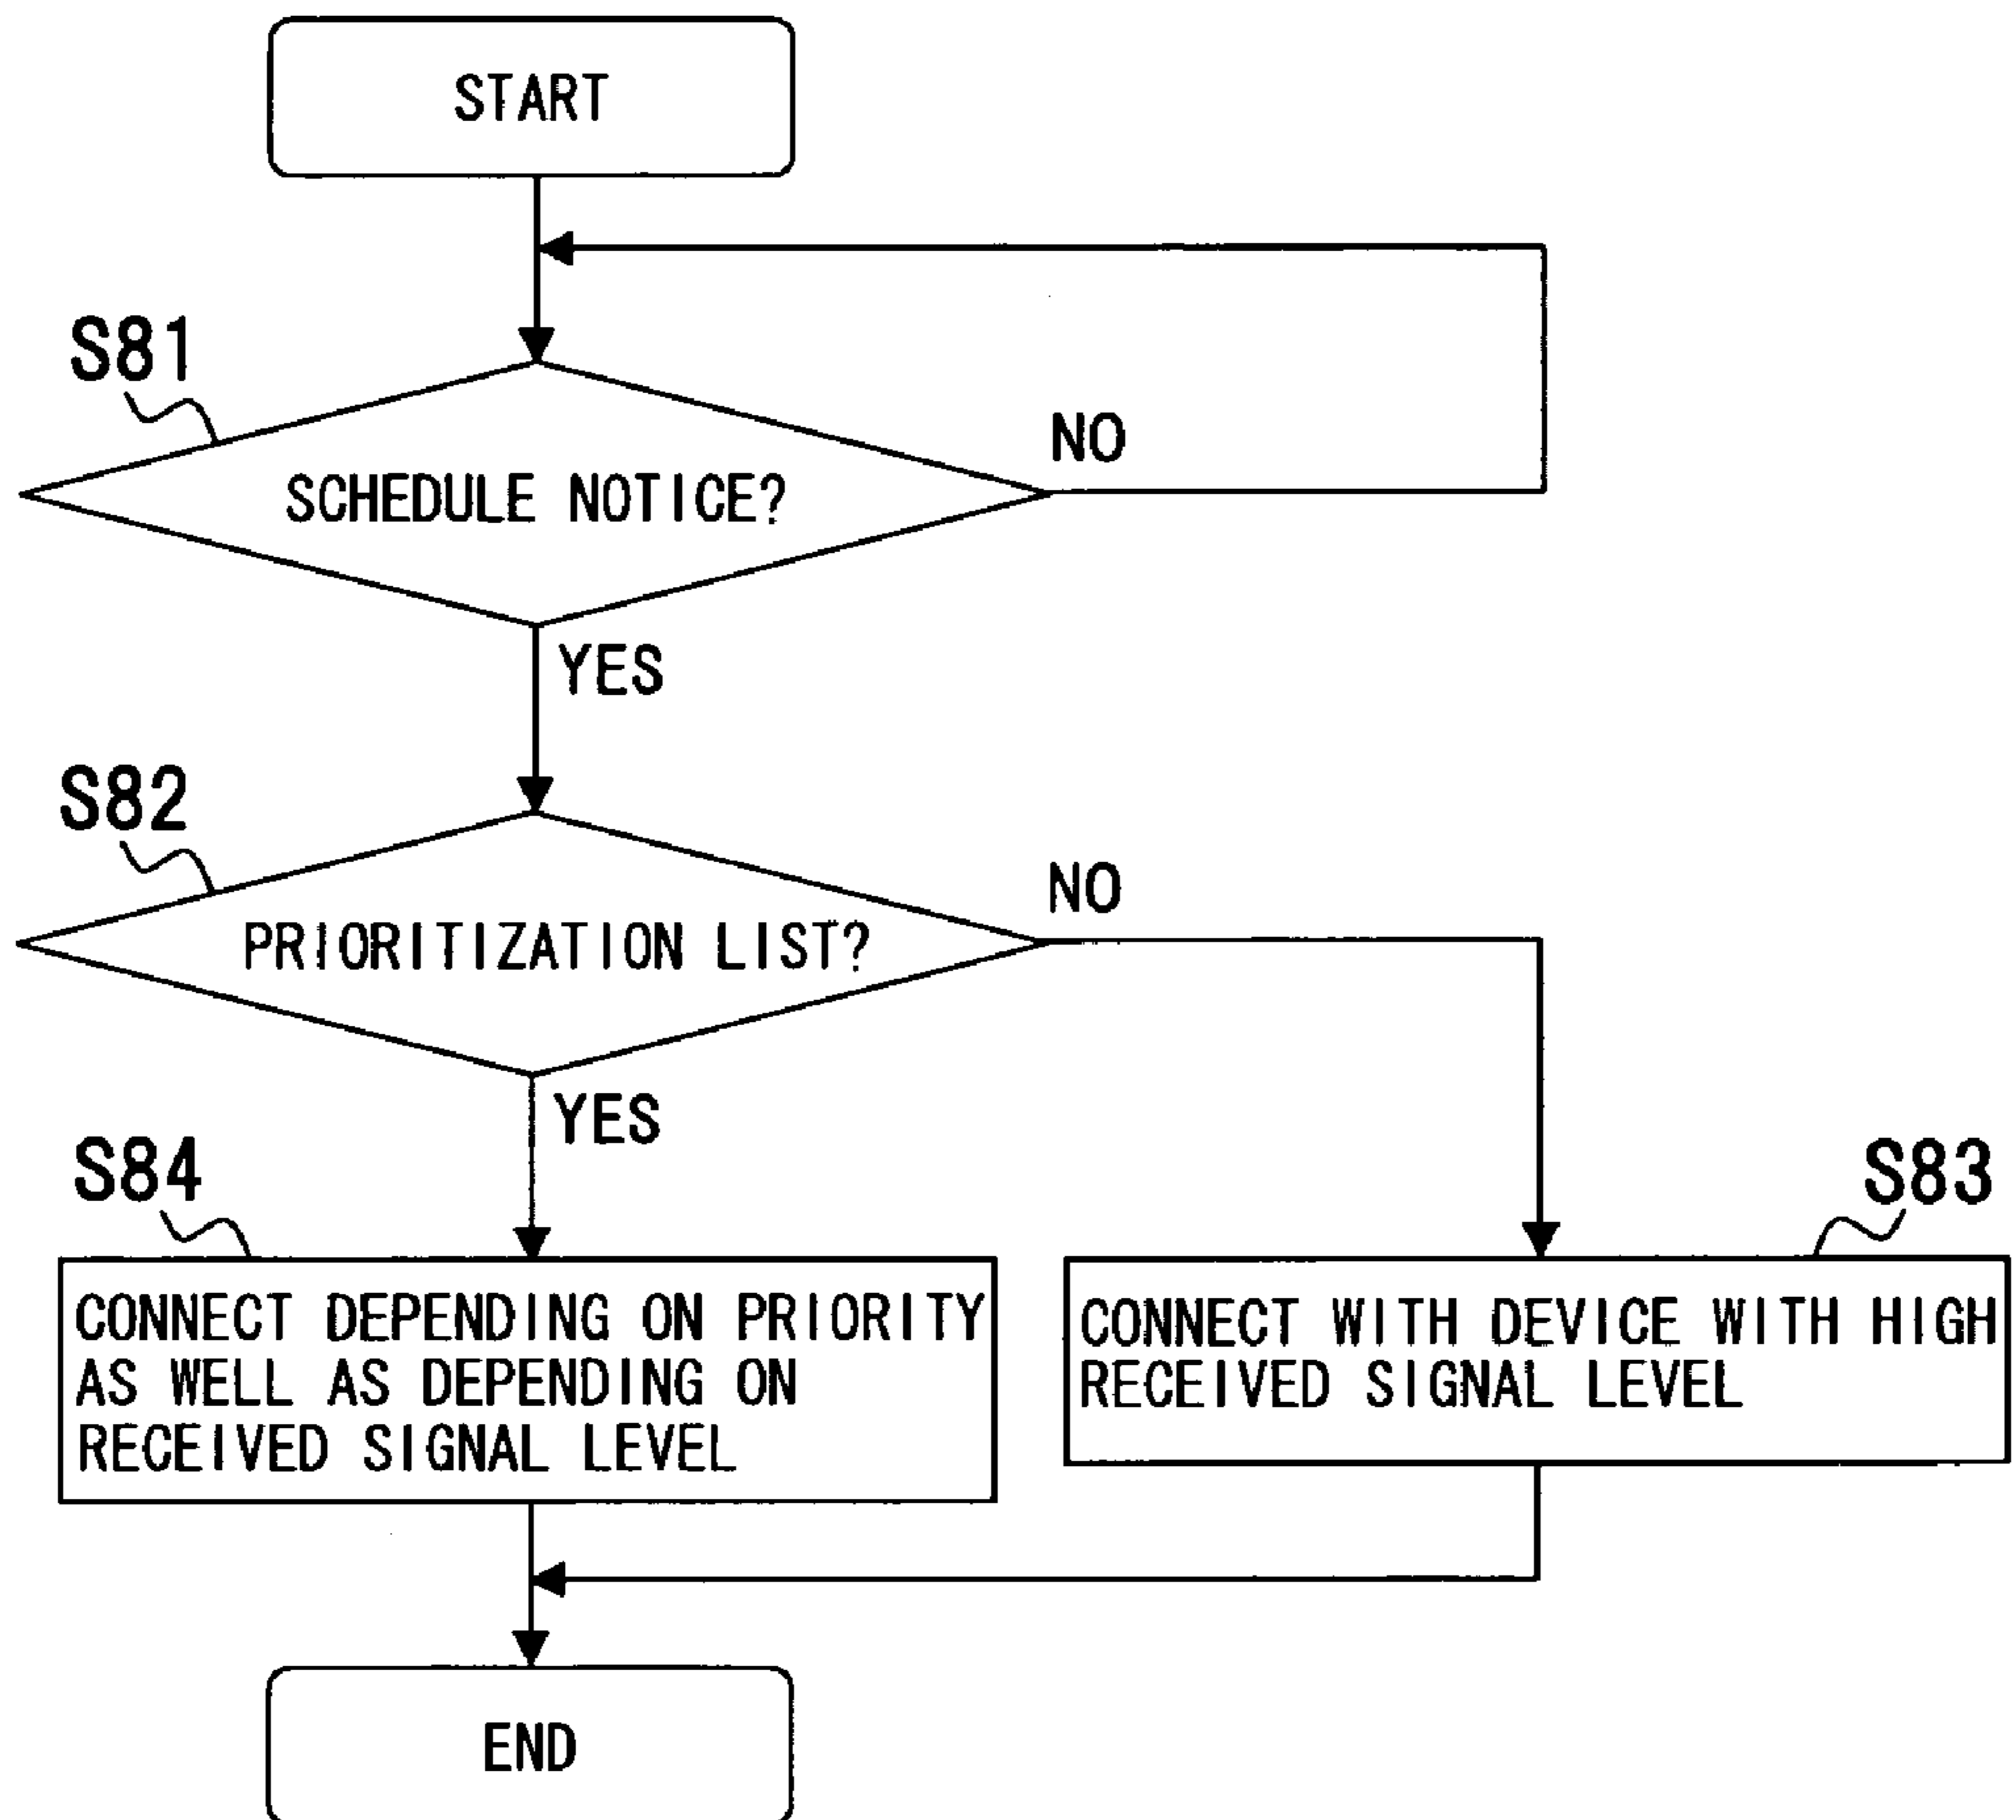 START
S81
NO
SCHEDULE NOTICE?
YES
S82
NO
PRIORITIZATION LIST?
YES
S84
S83
CONNECT DEPENDING ON PRIORITY
AS WELL AS DEPENDING ON
RECEIVED SIGNAL LEVEL
CONNECT WITH DEVICE WITH HIGH
RECEIVED SIGNAL LEVEL
END